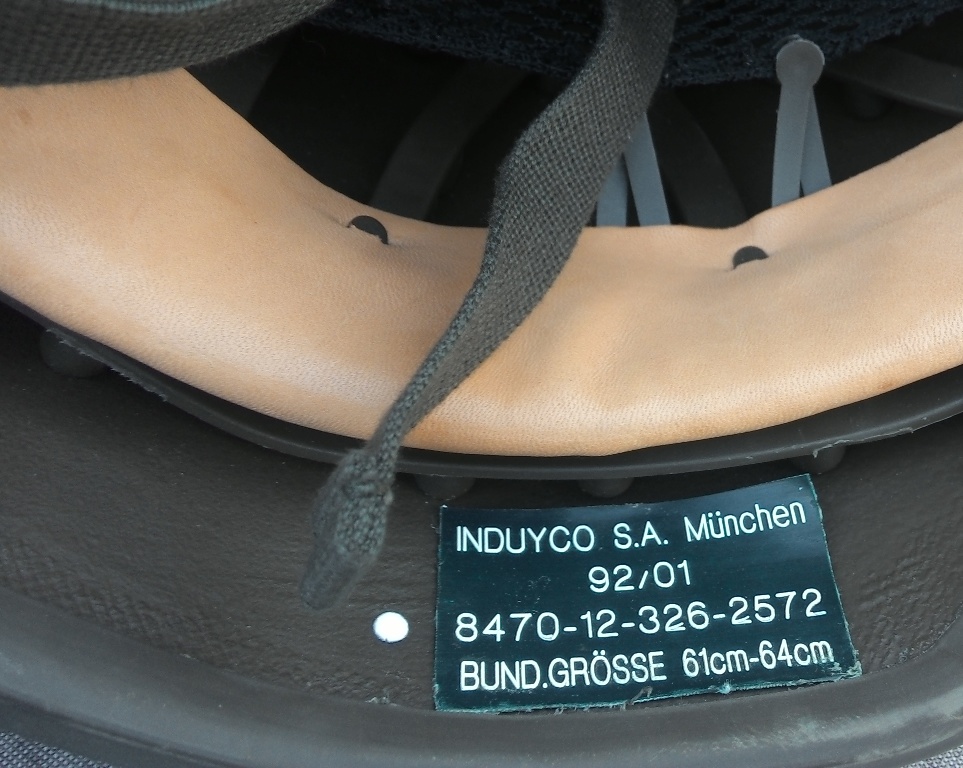 INDUYCO S.A. München
92/01
8470-12-326-2572
BUND.GRÖSSE 61cm-64cm